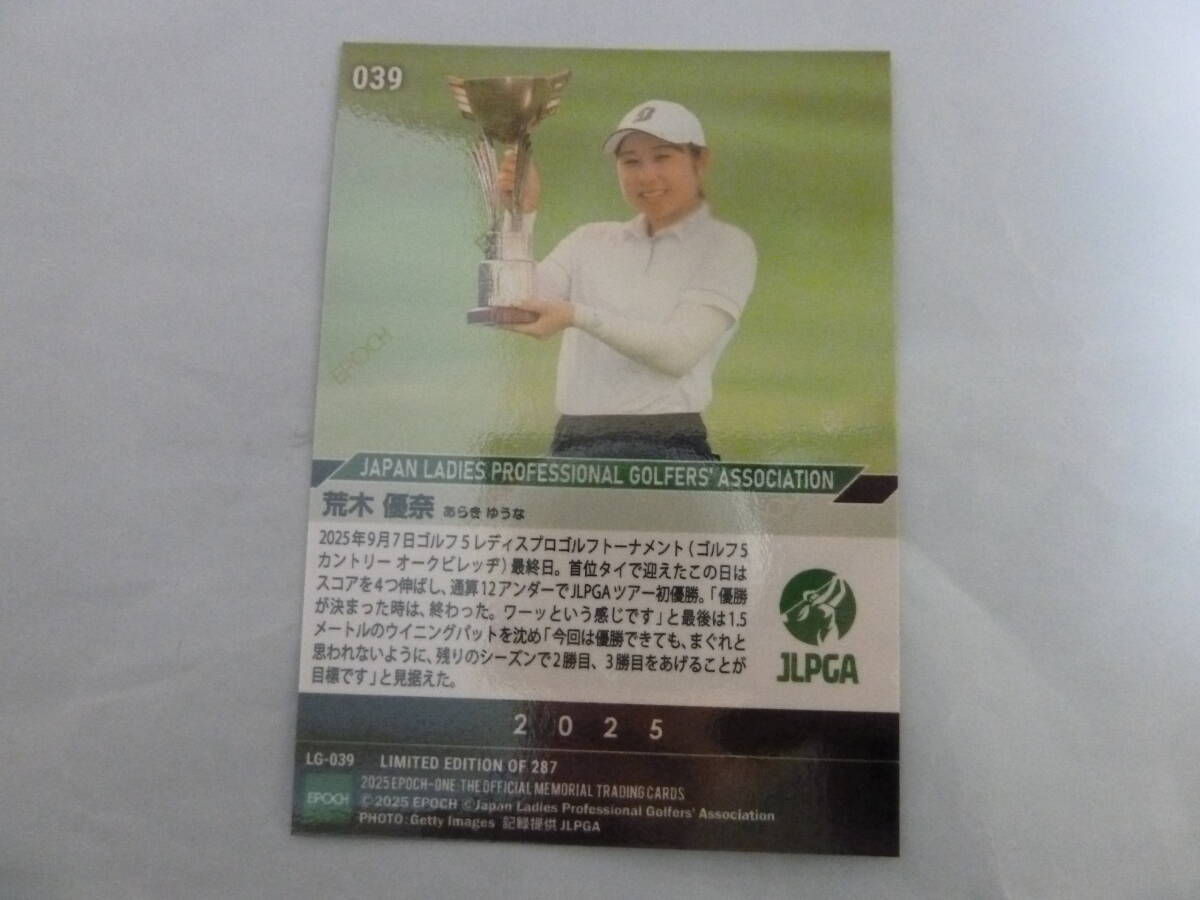 039
B
EPOCH
JAPAN LADIES PROFESSIONAL GOLFERS' ASSOCIATION
荒木 優奈 あらき ゆうな
2025年9月7日ゴルフ5レディスプロゴルフトーナメント(ゴルフ5
カントリー オークビレッヂ)最終日。首位タイで迎えたこの日は
スコアを4つ伸ばし、通算12アンダーでJLPGAツアー初優勝。「優勝
が決まった時は、終わった。ワーッという感じです」と最後は1.5
メートルのウイニングパットを沈め「今回は優勝できても、まぐれと
思われないように、残りのシーズンで2勝目、3勝目をあげることが
目標です」と見据えた。
JLPGA
2025
LG-039 LIMITED EDITION OF 287
EPOCH
2025 EPOCH-ONE THE OFFICIAL MEMORIAL TRADING CARDS
©2025 EPOCH ©Japan Ladies Professional Golfers' Association
PHOTO: Getty Images 記録提供 JLPGA